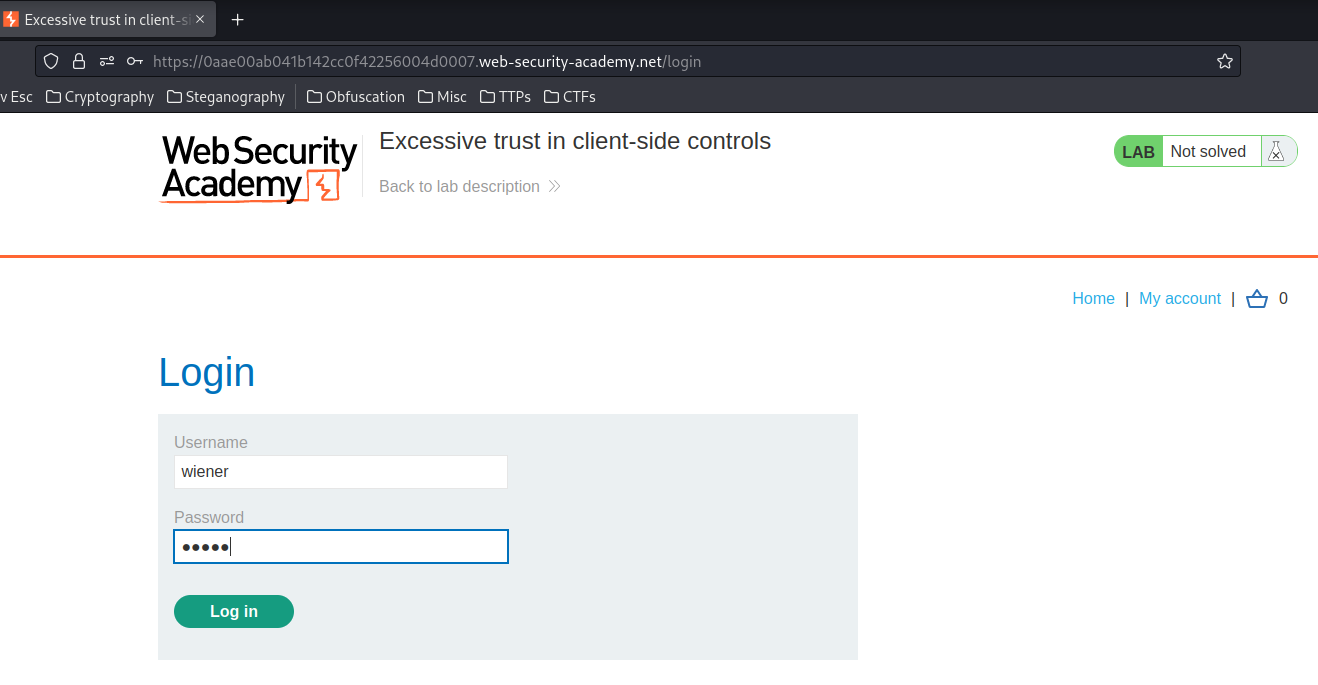 Excessive trust in client-si
https://0aae00ab041b142cc0f42256004d0007.web-security-academy.net/login
v Esc Cryptography Steganography Obfuscation Misc TTPs CTFs
WebSecurity
Academy
Excessive trust in client-side controls
Back to lab description
LAB Not solved
Home | My account | 0
Login
Username
wiener
Password
●●●●●
Log in